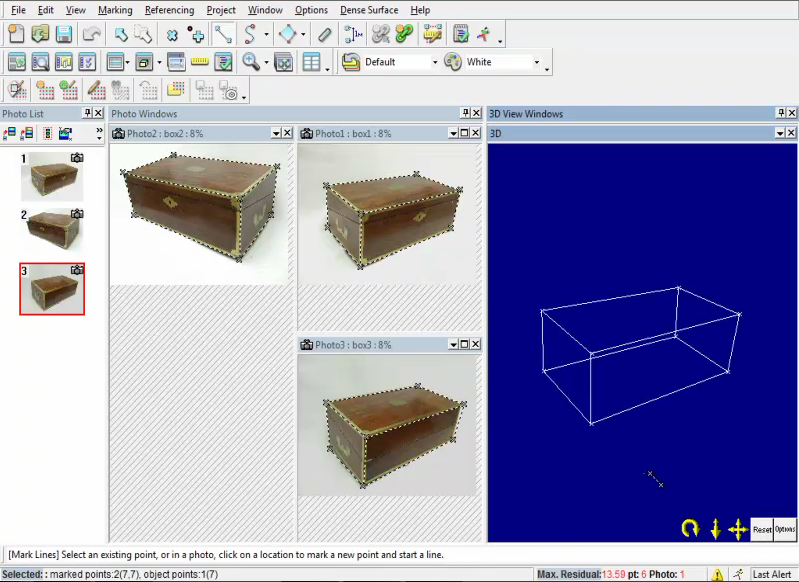 File Edit View Marking Referencing Project Window Options Dense Surface Help
Default White
Photo List
Photo Windows
3D View Windows
Photo2 : box2 : 8%
Photo1 : box1 : 8%
3D
1
2
3
Photo3 : box3 : 8%
Reset Options
[Mark Lines] Select an existing point, or in a photo, click on a location to mark a new point and start a line.
Selected: : marked points:2(7,7), object points:1(7)
Max. Residual:13.59 pt: 6 Photo: 1
Last Alert